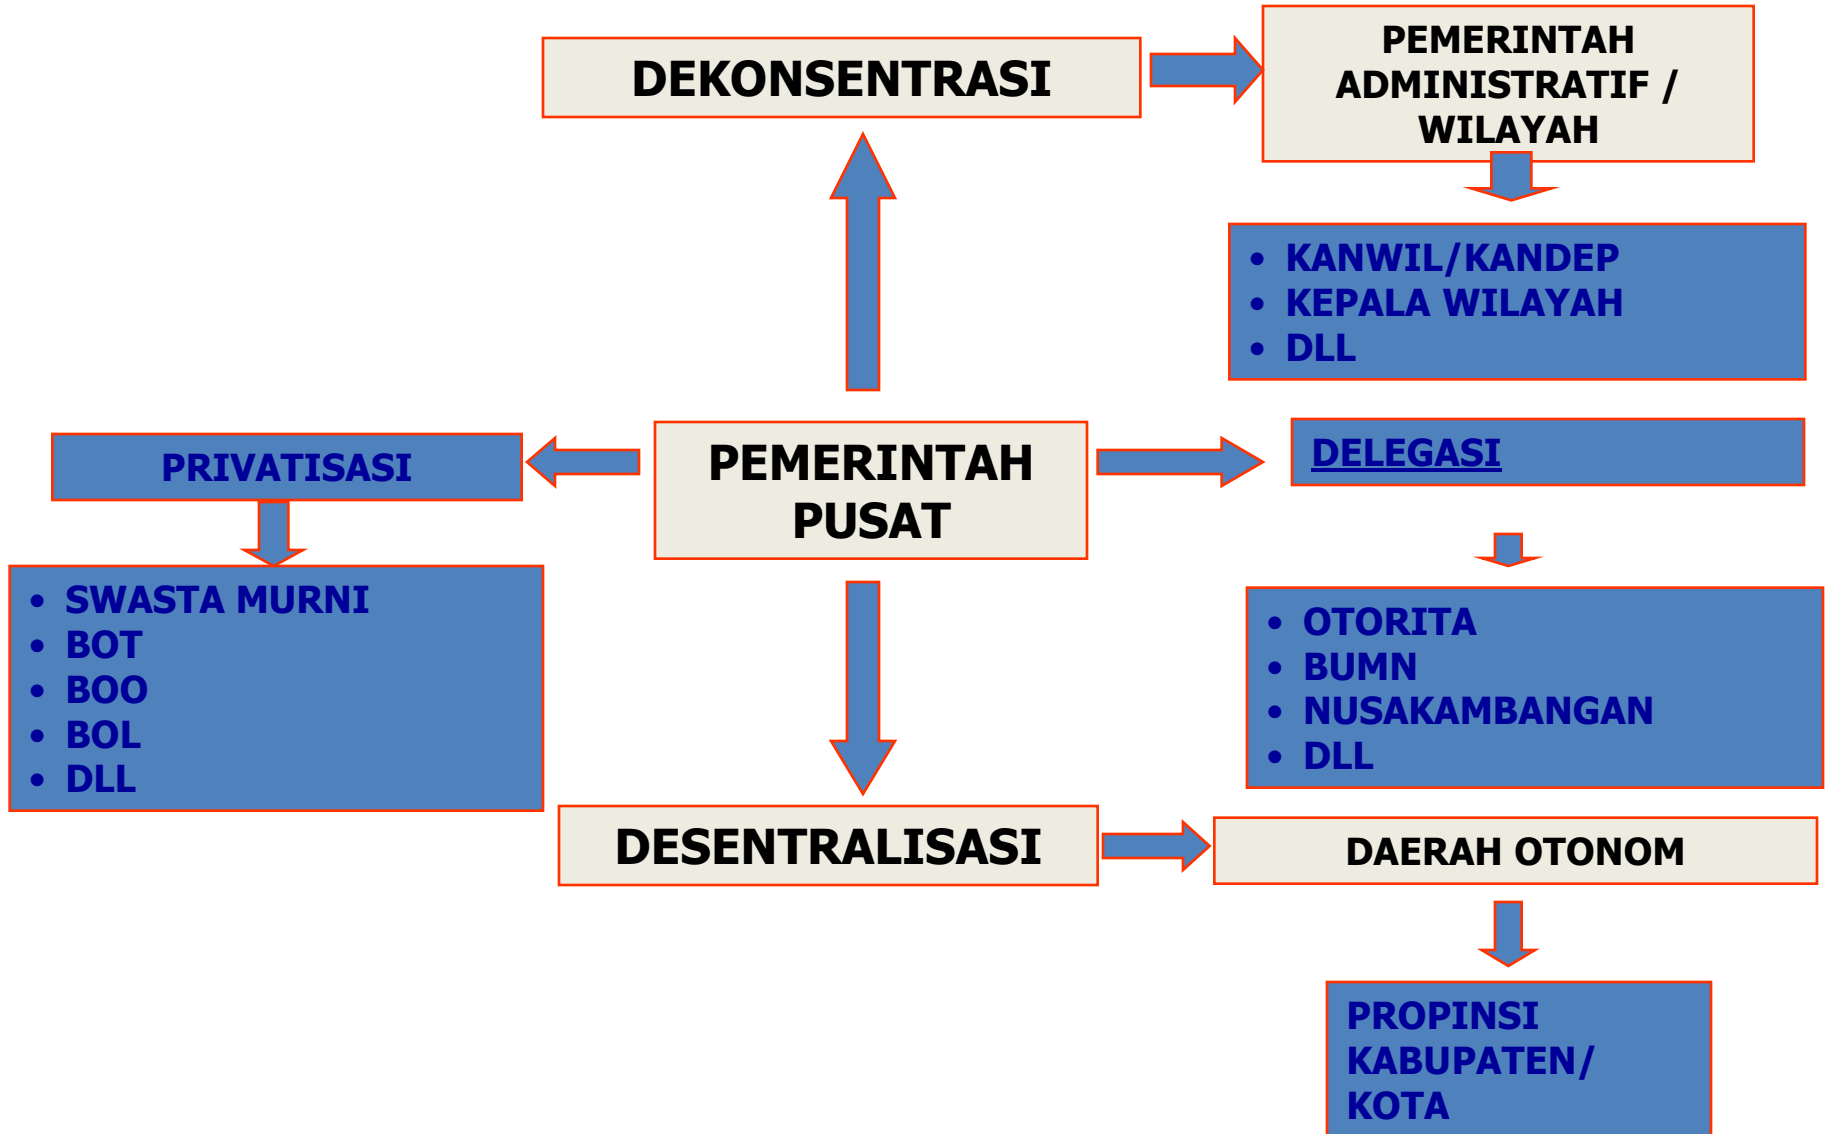 DEKONSENTRASI
PEMERINTAH
ADMINISTRATIF /
WILAYAH
• KANWIL/KANDEP
• KEPALA WILAYAH
• DLL
PRIVATISASI
PEMERINTAH
PUSAT
DELEGASI
• SWASTA MURNI
• BOT
• BOO
• BOL
• DLL
• OTORITA
• BUMN
• NUSAKAMBANGAN
• DLL
DESENTRALISASI
DAERAH OTONOM
PROPINSI
KABUPATEN/
KOTA